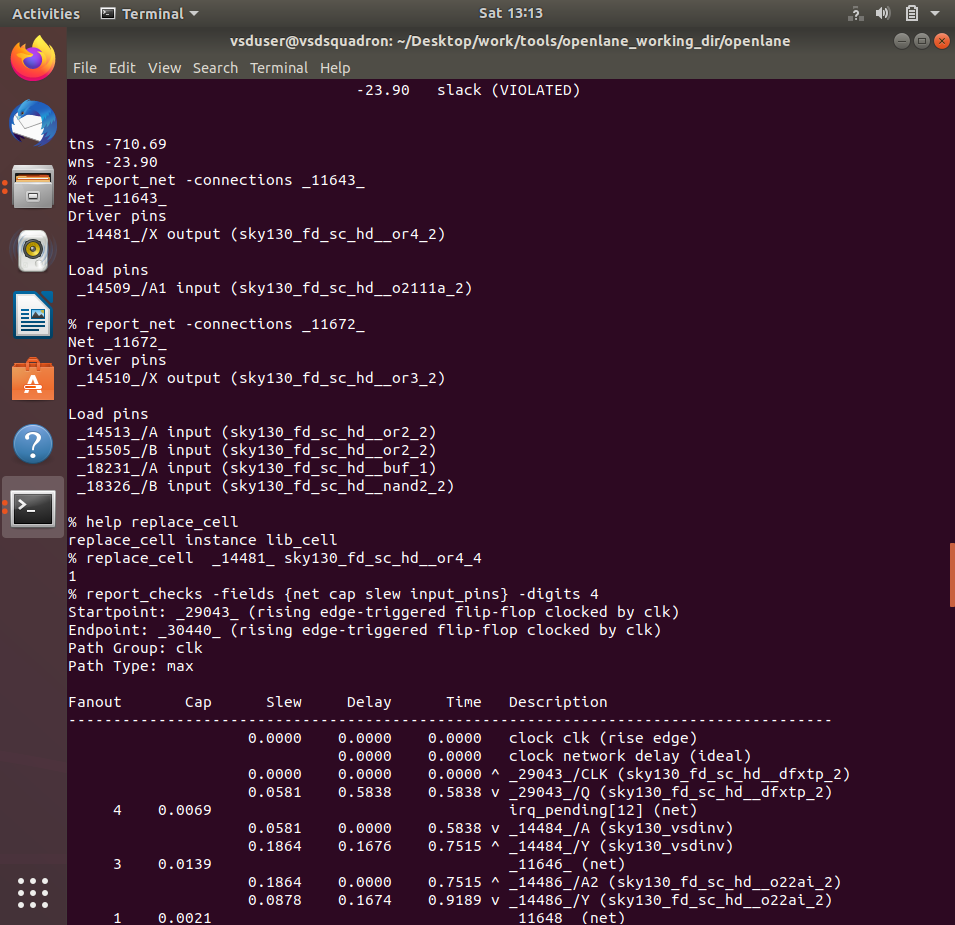 Activities Terminal Sat 13:13
vsduser@vsdsquadron: ~/Desktop/work/tools/openlane_working_dir/openlane
File Edit View Search Terminal Help
-23.90 slack (VIOLATED)
tns -710.69
wns -23.90
% report_net -connections _11643_
Net _11643_
Driver pins
_14481_/X output (sky130_fd_sc_hd__or4_2)
Load pins
_14509_/A1 input (sky130_fd_sc_hd__o2111a_2)
% report_net -connections _11672_
Net _11672_
Driver pins
_14510_/X output (sky130_fd_sc_hd__or3_2)
Load pins
_14513_/A input (sky130_fd_sc_hd__or2_2)
_15505_/B input (sky130_fd_sc_hd__or2_2)
_18231_/A input (sky130_fd_sc_hd__buf_1)
_18326_/B input (sky130_fd_sc_hd__nand2_2)
% help replace_cell
replace_cell instance lib_cell
% replace_cell  _14481_ sky130_fd_sc_hd__or4_4
1
% report_checks -fields {net cap slew input_pins} -digits 4
Startpoint: _29043_ (rising edge-triggered flip-flop clocked by clk)
Endpoint: _30440_ (rising edge-triggered flip-flop clocked by clk)
Path Group: clk
Path Type: max
Fanout Cap Slew Delay Time Description
-------------------------------------------------------------------------------------
0.0000 0.0000 0.0000 clock clk (rise edge)
0.0000 0.0000 clock network delay (ideal)
0.0000 0.0000 0.0000 ^ _29043_/CLK (sky130_fd_sc_hd__dfxtp_2)
0.0581 0.5838 0.5838 v _29043_/Q (sky130_fd_sc_hd__dfxtp_2)
4 0.0069 irq_pending[12] (net)
0.0581 0.0000 0.5838 v _14484_/A (sky130_vsdinv)
0.1864 0.1676 0.7515 ^ _14484_/Y (sky130_vsdinv)
3 0.0139 _11646_ (net)
0.1864 0.0000 0.7515 ^ _14486_/A2 (sky130_fd_sc_hd__o22ai_2)
0.0878 0.1674 0.9189 v _14486_/Y (sky130_fd_sc_hd__o22ai_2)
1 0.0021 _11648_ (net)